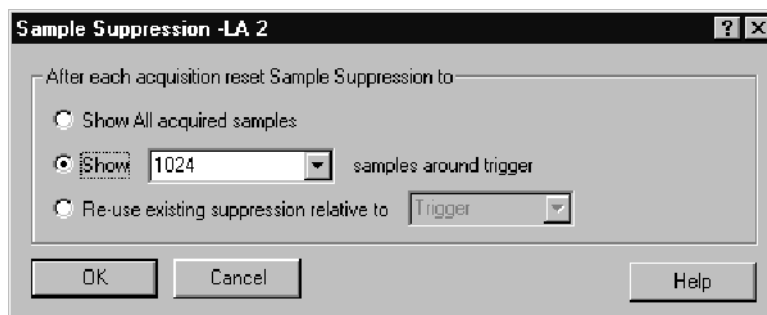 Sample Suppression -LA 2
After each acquisition reset Sample Suppression to
Show All acquired samples
Show 1024 samples around trigger
Re-use existing suppression relative to Trigger
OK Cancel Help